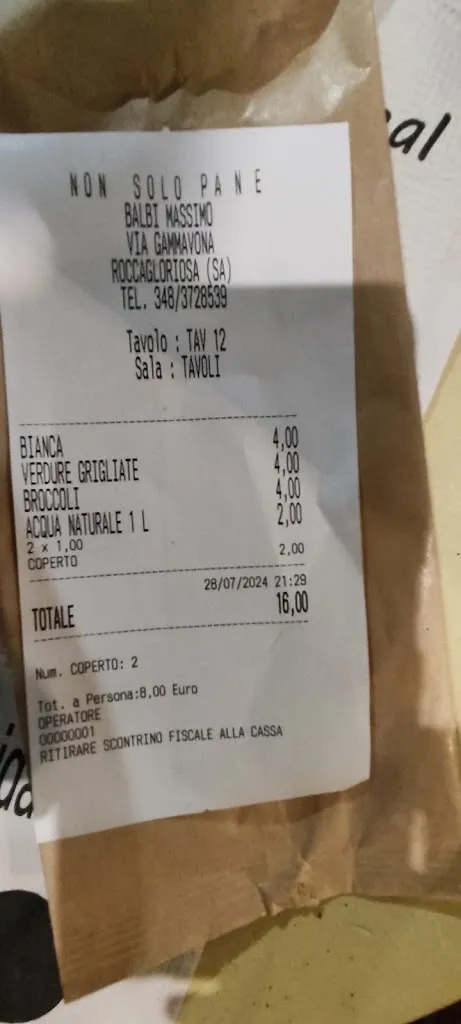 NON SOLO PANE
BALBI MASSIMO
VIA GAMMAVONA
ROCCAGLORIOSA (SA)
TEL. 348/3728539
Tavolo : TAV 12
Sala : TAVOLI
BIANCA 4,00
VERDURE GRIGLIATE 4,00
BROCCOLI 4,00
ACQUA NATURALE 1 L 2,00
2 x 1,00
COPERTO 2,00
28/07/2024 21:29
TOTALE 16,00
Num. COPERTO: 2
Tot. a Persona:8,00 Euro
OPERATORE
00000001
RITIRARE SCONTRINO FISCALE ALLA CASSA